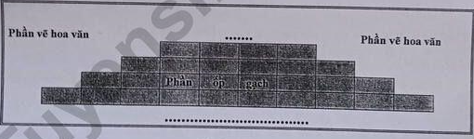 Phần vẽ hoa văn
Phần vẽ hoa văn
.......
Phần ốp gạch
....................................